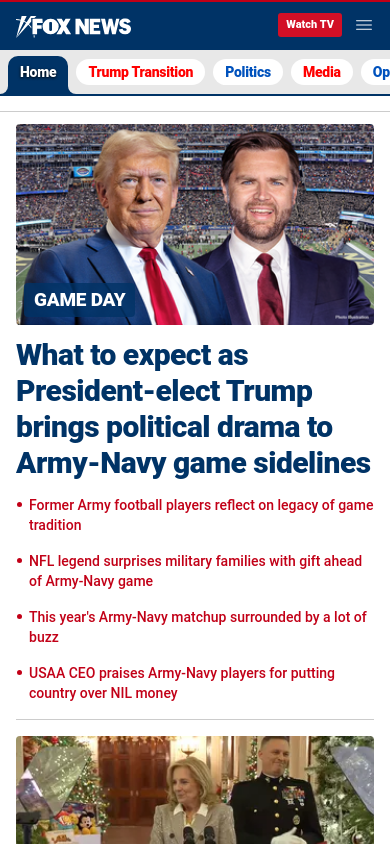 FOX NEWS
Watch TV
Home
Trump Transition
Politics
Media
Op
GAME DAY
Photo Illustration
What to expect as
President-elect Trump
brings political drama to
Army-Navy game sidelines
• Former Army football players reflect on legacy of game
tradition
• NFL legend surprises military families with gift ahead
of Army-Navy game
• This year's Army-Navy matchup surrounded by a lot of
buzz
• USAA CEO praises Army-Navy players for putting
country over NIL money